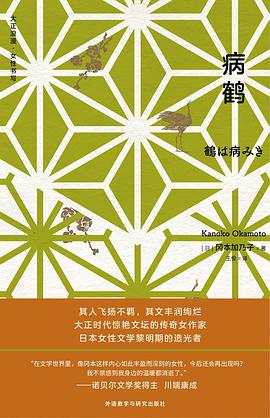 大正浪漫·女性书写
病鹤
鶴は病みき
Kanoko Okamoto
[日]冈本加乃子=著
王俊=译
其人飞扬不羁，其文丰润绚烂
大正时代惊艳文坛的传奇女作家
日本女性文学黎明期的造光者
“在文学世界里，像冈本这样内心如此丰盈而深刻的女性，今后还会再出现吗？
我不禁感到我身边的温暖都消逝了。”
——诺贝尔文学奖得主 川端康成
外语教学与研究出版社